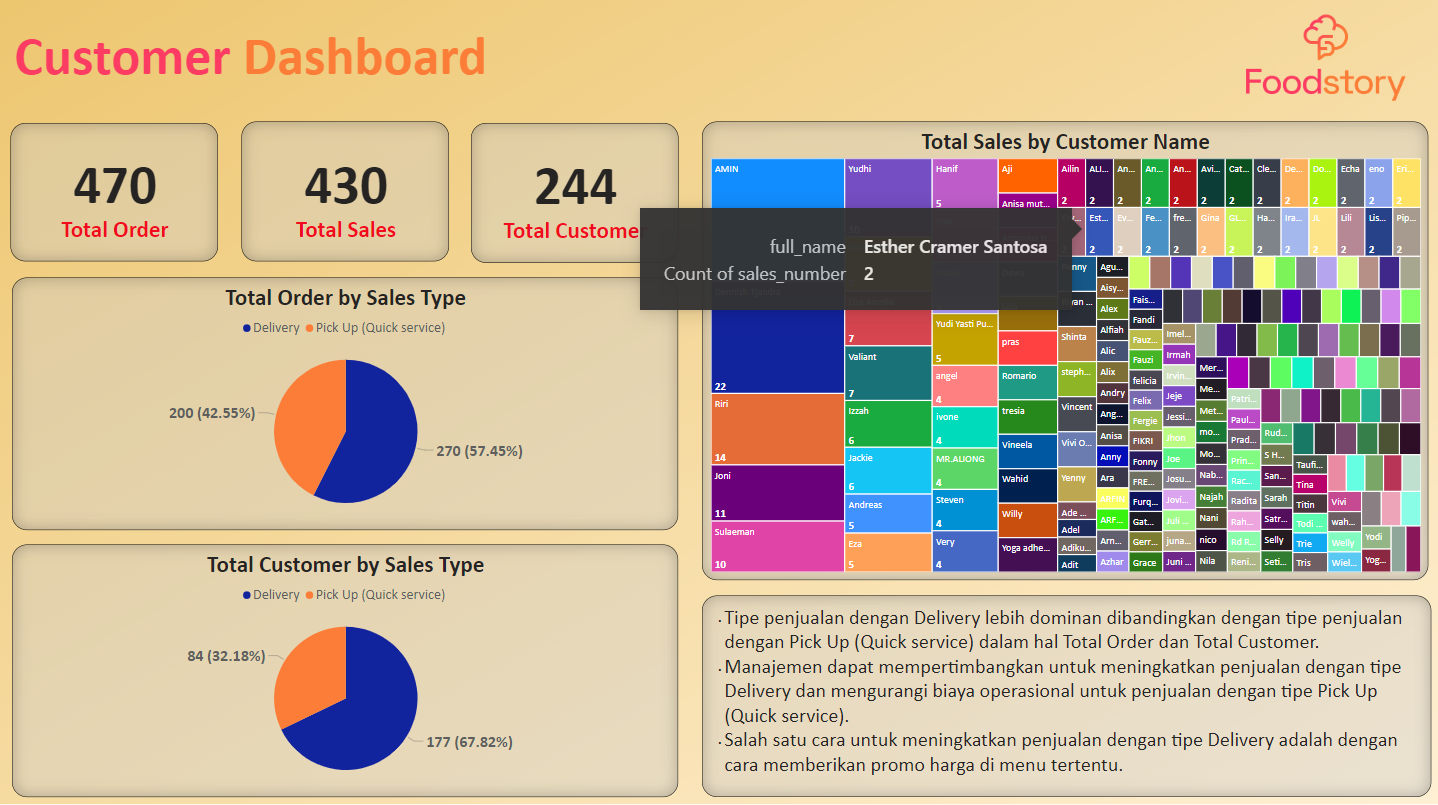 Customer Dashboard
Foodstory
470
Total Order
430
Total Sales
244
Total Customer
Total Order by Sales Type
Delivery Pick Up (Quick service)
200 (42.55%)
270 (57.45%)
Total Customer by Sales Type
Delivery Pick Up (Quick service)
84 (32.18%)
177 (67.82%)
Total Sales by Customer Name
full_name Esther Cramer Santosa
Count of sales_number 2
AMIN
22
Riri
14
Joni
11
Sulaeman
10
Yudhi
7
Valiant
7
Izzah
6
Jackie
6
Andreas
5
Eza
5
Hanif
5
Yudi Yasti Pu...
5
angel
4
ivone
4
MR.AIJONG
4
Steven
4
Very
4
Aji
Anisa mut...
pras
Romario
tresia
Vineela
Wahid
Willy
Yoga adhe...
Ailin
2
ALI...
2
An...
2
An...
2
An...
2
Avi...
2
Cat...
2
Cle...
2
De...
2
Do...
2
Echa
2
eno
2
Eri...
2
Est...
2
Ev...
2
Fe...
2
fre...
2
Gina
2
Gl...
2
Ha...
2
Ira...
2
JL
2
Lili
2
Lis...
2
Pip...
2
Shinta
steph...
Vincent
Vivi O...
Yenny
Ade ...
Adel
Adiku...
Adit
Agu...
Aisy...
Alex
Alfiah
Alic
Alix
Andry
Ang...
Anisa
Anny
Ara
ARF...
Arn...
Azhar
Fais...
Fandi
Fauz...
Fauzi
felicia
Felix
Fergie
FIKRI
Fonny
FRE...
Furq...
Gat...
Gerr...
Grace
Imel...
Irmah
Irvin...
Jeje
Jessi...
Jhon
Joe
Josu...
Jovi...
Juli ...
juna...
Juni ...
Mer...
Me...
Met...
mo...
Mo...
Nab...
Najah
Nani
nico
Nila
Patri...
Paul...
Prad...
Prin...
Rac...
Radita
Rah...
Rd R...
Reni...
Rud...
S H...
San...
Sarah
Satr...
Selly
Seti...
Taufi...
Tina
Titin
Yodi ...
Trie
Tris
Vivi
wah...
Welly
Wiel...
Yodi
Yog...
Tipe penjualan dengan Delivery lebih dominan dibandingkan dengan tipe penjualan
dengan Pick Up (Quick service) dalam hal Total Order dan Total Customer.
Manajemen dapat mempertimbangkan untuk meningkatkan penjualan dengan tipe
Delivery dan mengurangi biaya operasional untuk penjualan dengan tipe Pick Up
(Quick service).
Salah satu cara untuk meningkatkan penjualan dengan tipe Delivery adalah dengan
cara memberikan promo harga di menu tertentu.